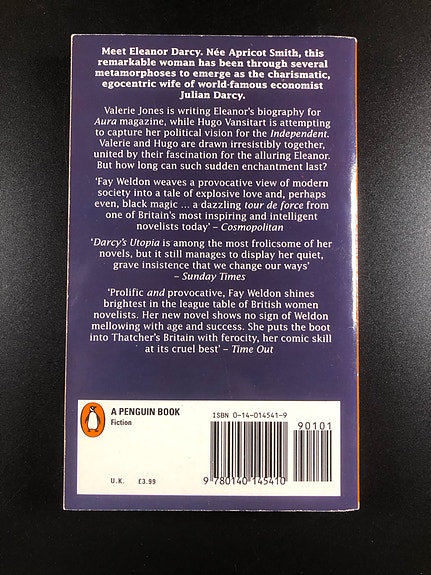 Meet Eleanor Darcy. Née Apricot Smith, this
remarkable woman has been through several
metamorphoses to emerge as the charismatic,
egocentric wife of world-famous economist
Julian Darcy.
Valerie Jones is writing Eleanor's biography for
Aura magazine, while Hugo Vansitart is attempting
to capture her political vision for the Independent.
Valerie and Hugo are drawn irresistibly together,
united by their fascination for the alluring Eleanor.
But how long can such sudden enchantment last?
'Fay Weldon weaves a provocative view of modern
society into a tale of explosive love and, perhaps
even, black magic ... a dazzling tour de force from
one of Britain's most inspiring and intelligent
novelists today' – Cosmopolitan
'Darcy's Utopia is among the most frolicsome of her
novels, but it still manages to display her quiet,
grave insistence that we change our ways'
– Sunday Times
'Prolific and provocative, Fay Weldon shines
brightest in the league table of British women
novelists. Her new novel shows no sign of Weldon
mellowing with age and success. She puts the boot
into Thatcher's Britain with ferocity, her comic skill
at its cruel best' – Time Out
A PENGUIN BOOK
Fiction
ISBN 0-14-014541-9
90101
9 780140 145410
U.K. £3.99